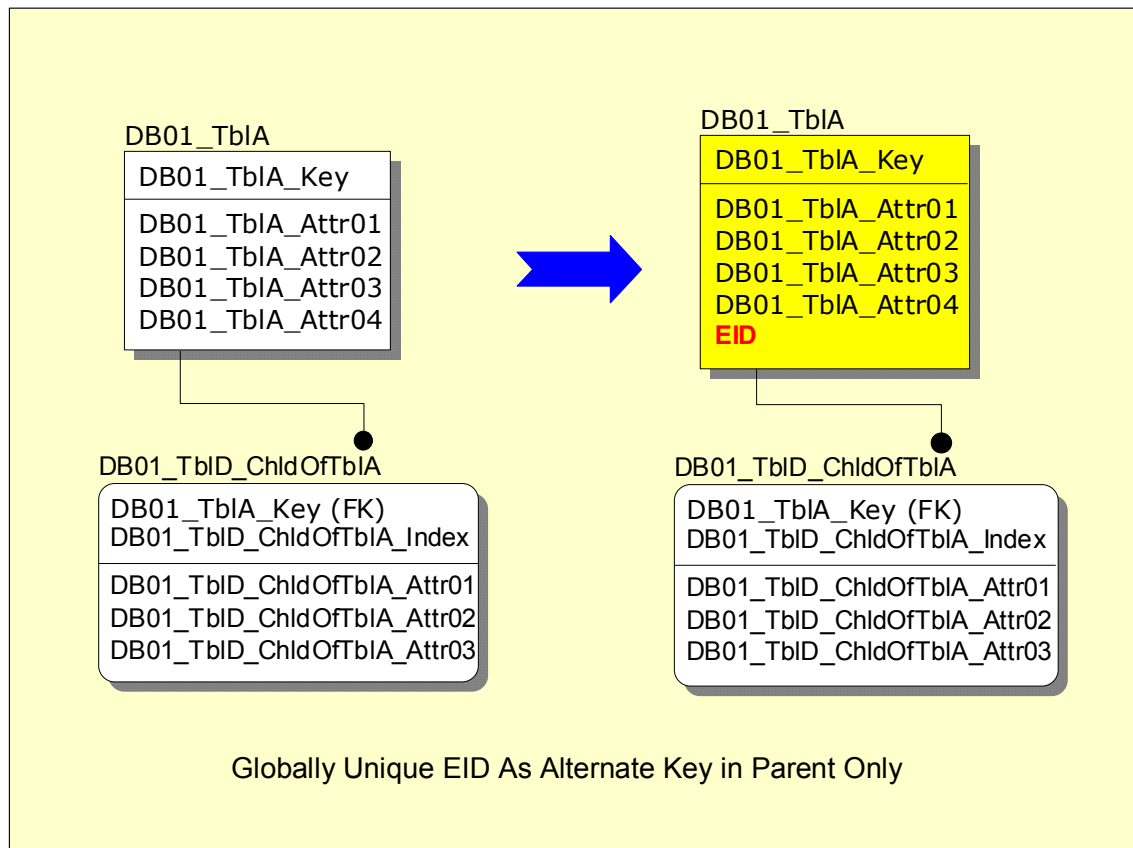 DB01_TblA
DB01_TblA_Key
DB01_TblA_Attr01
DB01_TblA_Attr02
DB01_TblA_Attr03
DB01_TblA_Attr04
DB01_TblD_ChldOfTblA
DB01_TblA_Key (FK)
DB01_TblD_ChldOfTblA_Index
DB01_TblD_ChldOfTblA_Attr01
DB01_TblD_ChldOfTblA_Attr02
DB01_TblD_ChldOfTblA_Attr03
DB01_TblA
DB01_TblA_Key
DB01_TblA_Attr01
DB01_TblA_Attr02
DB01_TblA_Attr03
DB01_TblA_Attr04
EID
DB01_TblD_ChldOfTblA
DB01_TblA_Key (FK)
DB01_TblD_ChldOfTblA_Index
DB01_TblD_ChldOfTblA_Attr01
DB01_TblD_ChldOfTblA_Attr02
DB01_TblD_ChldOfTblA_Attr03
Globally Unique EID As Alternate Key in Parent Only